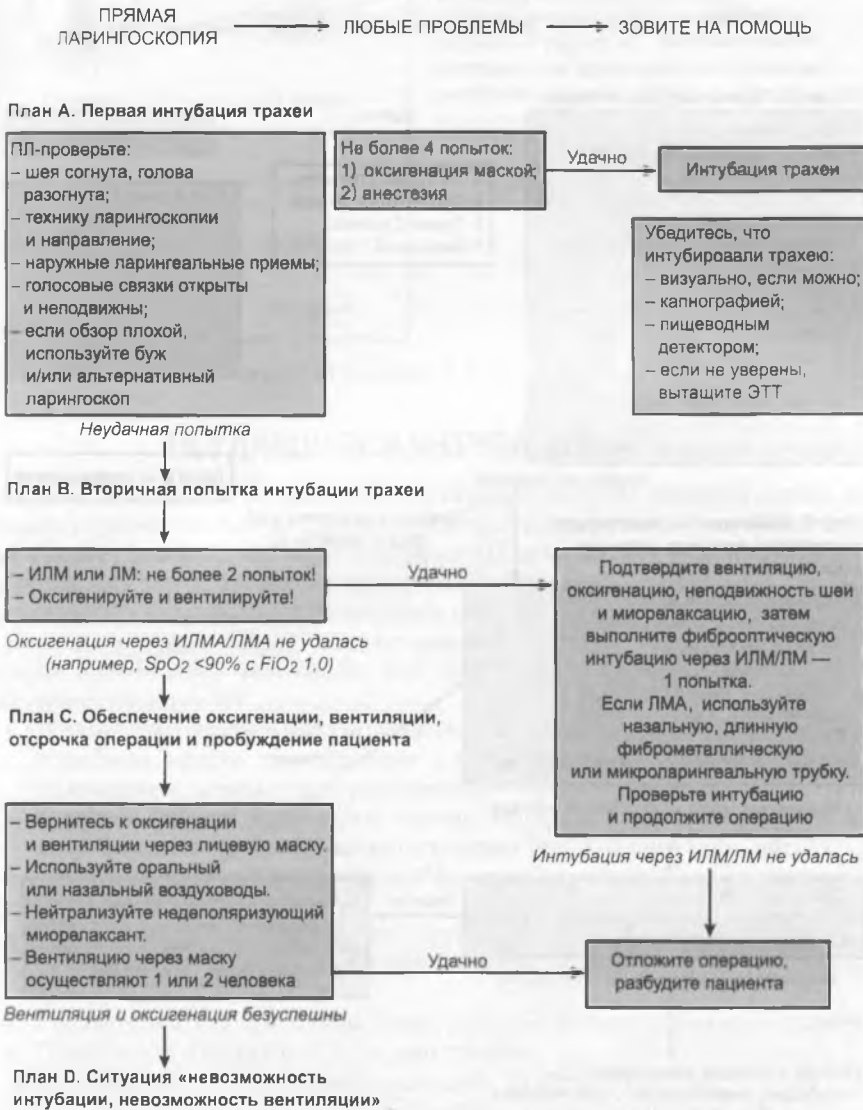 ПРЯМАЯ
ЛАРИНГОСКОПИЯ
ЛЮБЫЕ ПРОБЛЕМЫ
ЗОВИТЕ НА ПОМОЩЬ
План А. Первая интубация трахеи
ПЛ-проверьте:
– шея согнута, голова
разогнута;
– технику ларингоскопии
и направление;
– наружные ларингеальные приемы;
– голосовые связки открыты
и неподвижны;
– если обзор плохой,
используйте буж
и/или альтернативный
ларингоскоп
Не более 4 попыток:
1) оксигенация маской;
2) анестезия
Удачно
Интубация трахеи
Убедитесь, что
интубировали трахею:
– визуально, если можно;
– капнографией;
– пищеводным
детектором;
– если не уверены,
вытащите ЭТТ
Неудачная попытка
План В. Вторичная попытка интубации трахеи
– ИЛМ или ЛМ: не более 2 попыток!
– Оксигенируйте и вентилируйте!
Удачно
Подтвердите вентиляцию,
оксигенацию, неподвижность шеи
и миорелаксацию, затем
выполните фиброоптическую
интубацию через ИЛМ/ЛМ —
1 попытка.
Если ЛМА, используйте
назальную, длинную
фиброметаллическую
или микроларингеальную трубку.
Проверьте интубацию
и продолжите операцию
Оксигенация через ИЛМА/ЛМА не удалась
(например, SpO2 <90% с FiO2 1,0)
План С. Обеспечение оксигенации, вентиляции,
отсрочка операции и пробуждение пациента
– Вернитесь к оксигенации
и вентиляции через лицевую маску.
– Используйте оральный
или назальный воздуховоды.
– Нейтрализуйте недеполяризующий
миорелаксант.
– Вентиляцию через маску
осуществляют 1 или 2 человека
Интубация через ИЛМ/ЛМ не удалась
Удачно
Отложите операцию,
разбудите пациента
Вентиляция и оксигенация безуспешны
План D. Ситуация «невозможность
интубации, невозможность вентиляции»